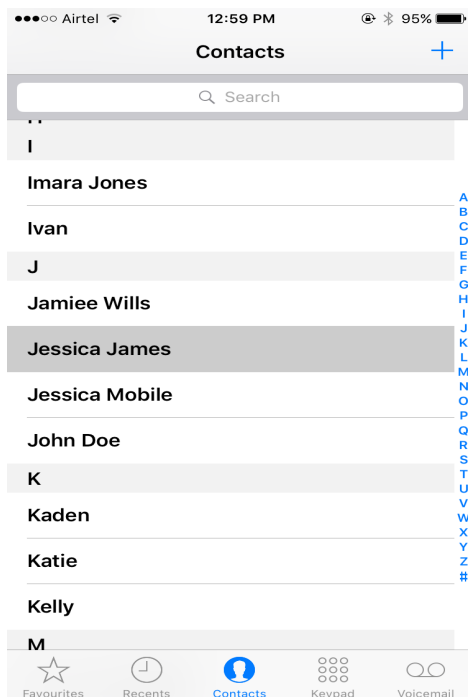 Airtel 12:59 PM 95%
Contacts +
Search
H
I
Imara Jones
Ivan
J
Jamiee Wills
Jessica James
Jessica Mobile
John Doe
K
Kaden
Katie
Kelly
M
A
B
C
D
E
F
G
H
I
J
K
L
M
N
O
P
Q
R
S
T
U
V
W
X
Y
Z
#
Favourites Recents Contacts Keypad Voicemail